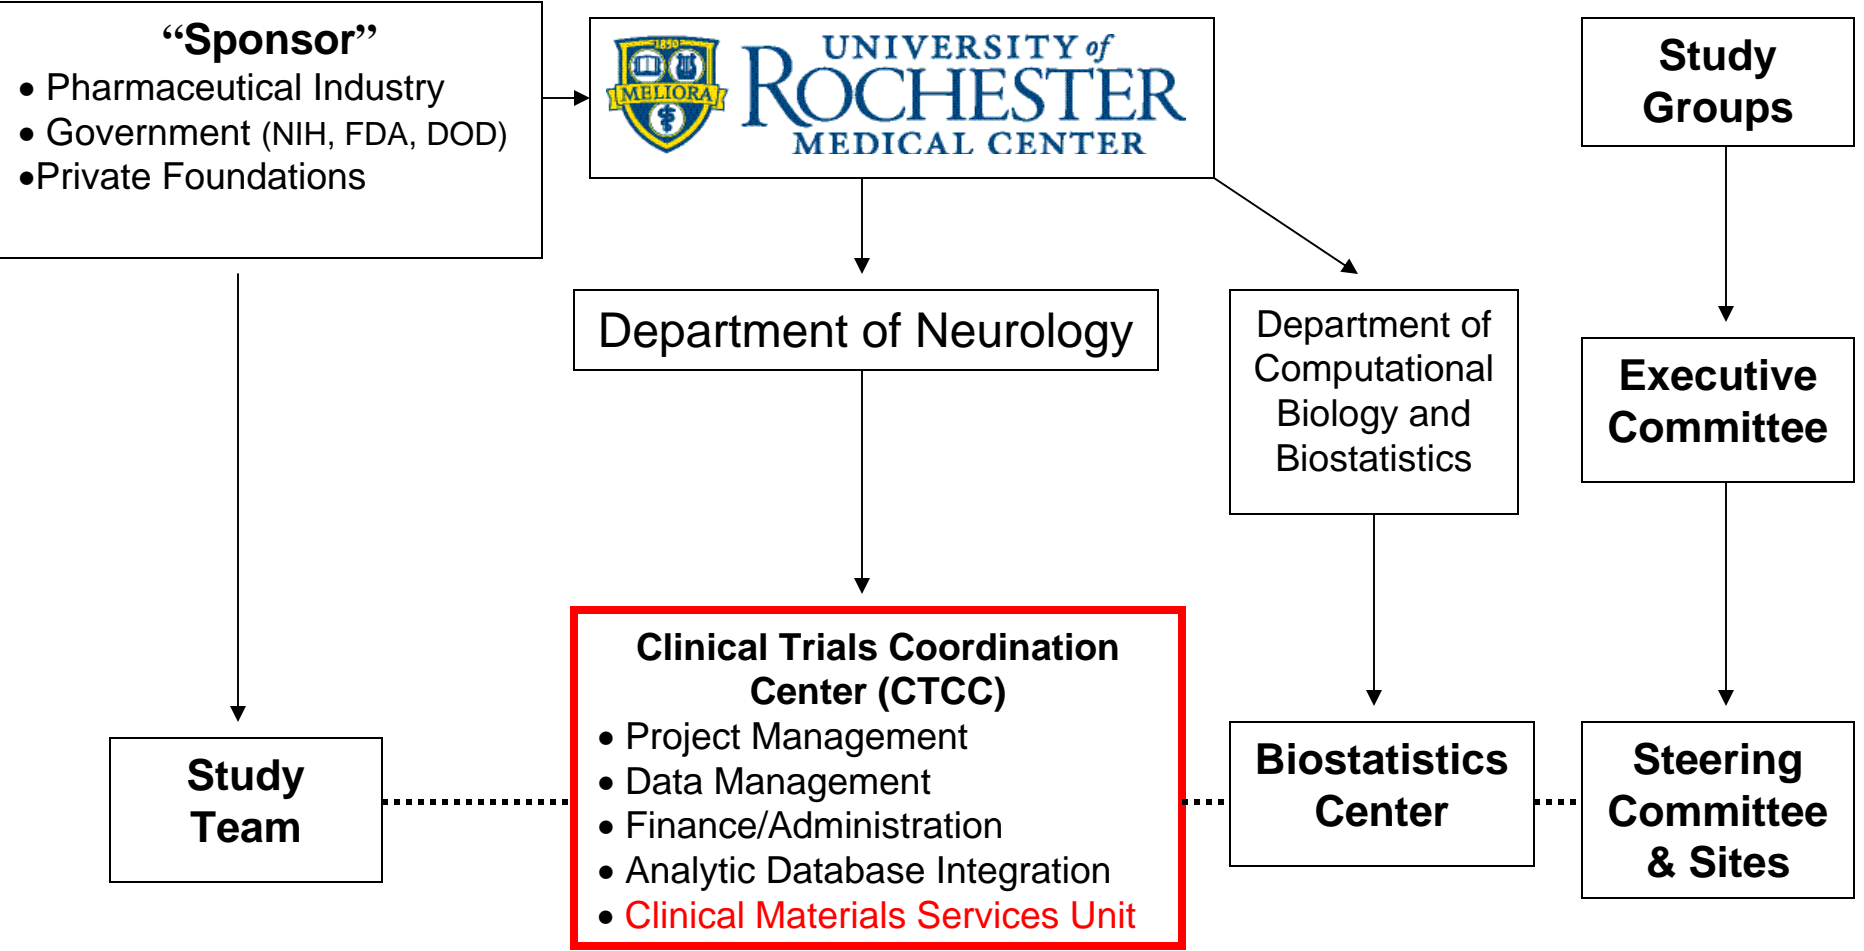 “Sponsor”
• Pharmaceutical Industry
• Government (NIH, FDA, DOD)
•Private Foundations
1850
MELIORA
UNIVERSITY of
ROCHESTER
MEDICAL CENTER
Study
Groups
Department of Neurology
Department of
Computational
Biology and
Biostatistics
Executive
Committee
Study
Team
Clinical Trials Coordination
Center (CTCC)
• Project Management
• Data Management
• Finance/Administration
• Analytic Database Integration
• Clinical Materials Services Unit
Biostatistics
Center
Steering
Committee
& Sites